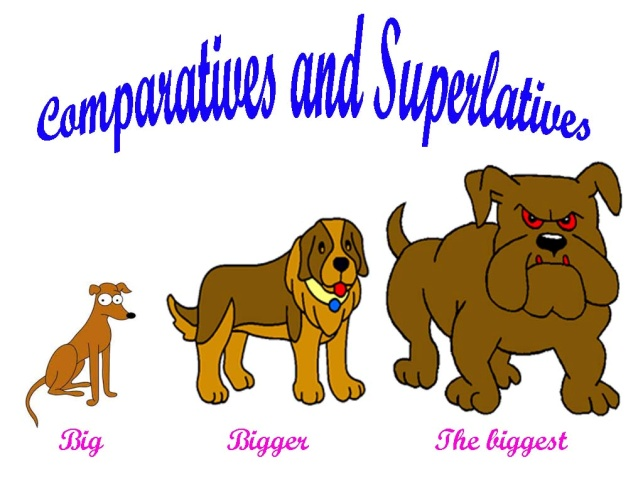 Comparatives and Superlatives
Big Bigger The biggest